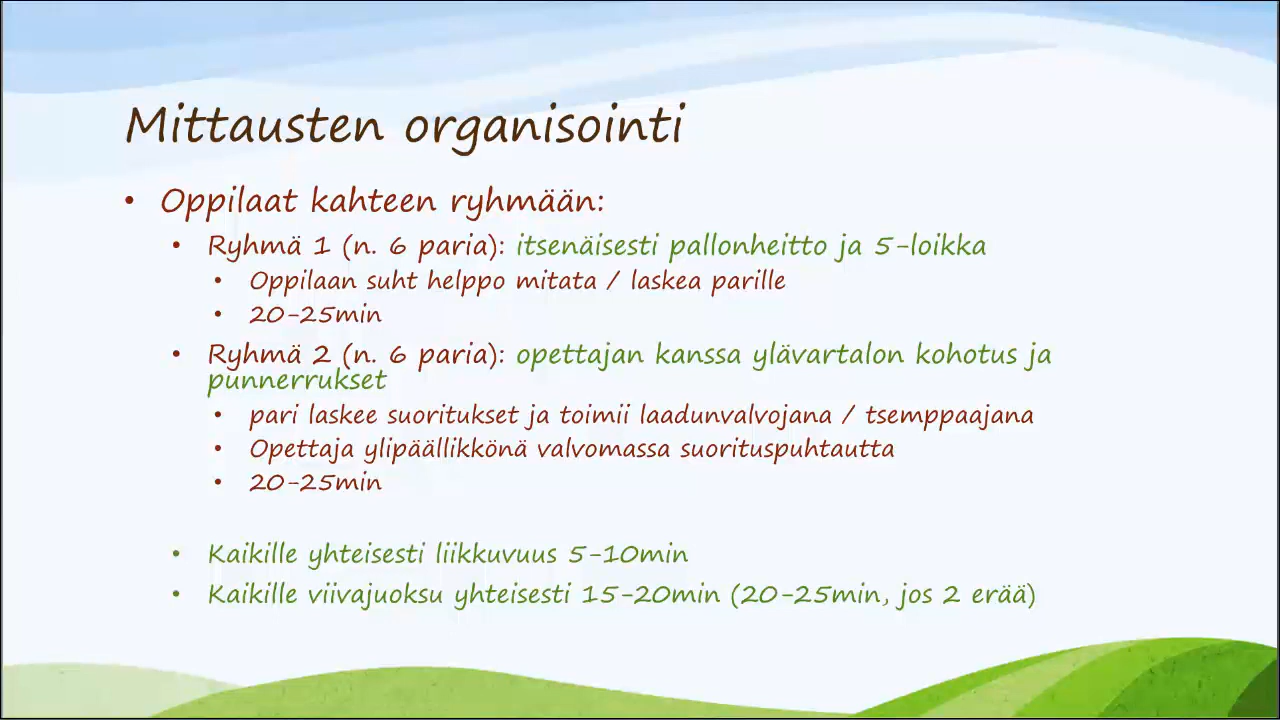 Mittausten organisointi
• Oppilaat kahteen ryhmään:
• Ryhmä 1 (n. 6 paria): itsenäisesti pallonheitto ja 5-loikka
• Oppilaan suht helppo mitata / laskea parille
• 20-25min
• Ryhmä 2 (n. 6 paria): opettajan kanssa ylävartalon kohotus ja
punnerrukset
• pari laskee suoritukset ja toimii laadunvalvojana / tsemppaajana
• Opettaja ylipäällikkönä valvomassa suorituspuhtautta
• 20-25min
• Kaikille yhteisesti liikkuvuus 5-10min
• Kaikille viivajuoksu yhteisesti 15-20min (20-25min, jos 2 erää)